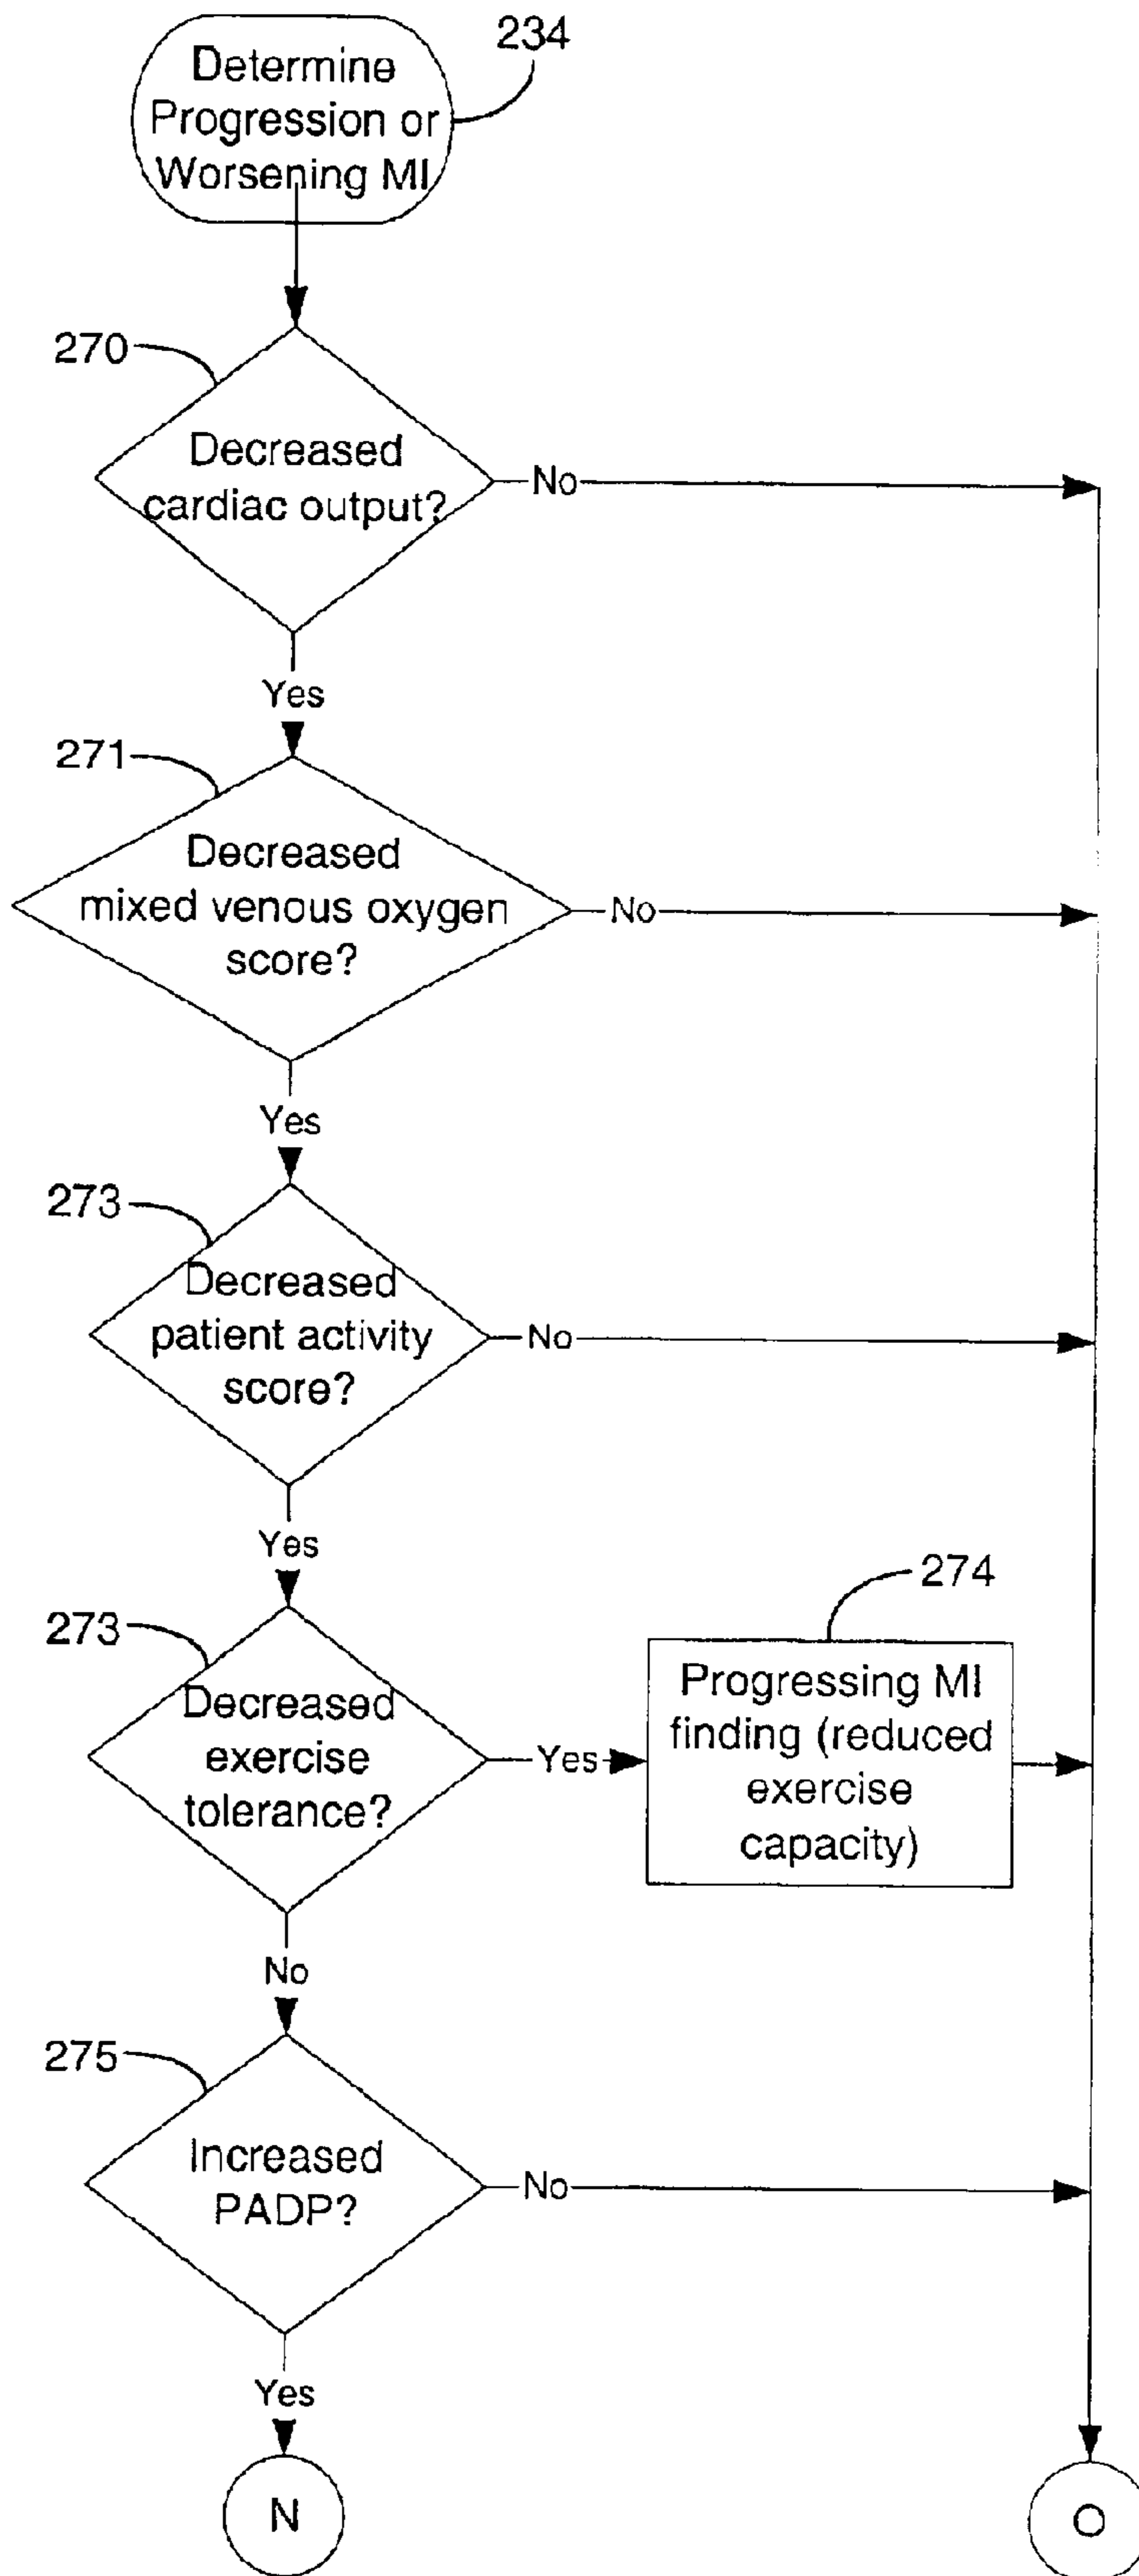 234
Determine
Progression or
Worsening MI
270
Decreased
cardiac output?
No
Yes
271
Decreased
mixed venous oxygen
score?
No
Yes
273
Decreased
patient activity
score?
No
Yes
273
Decreased
exercise
tolerance?
Yes
274
Progressing MI
finding (reduced
exercise
capacity)
No
275
Increased
PADP?
No
Yes
N
O